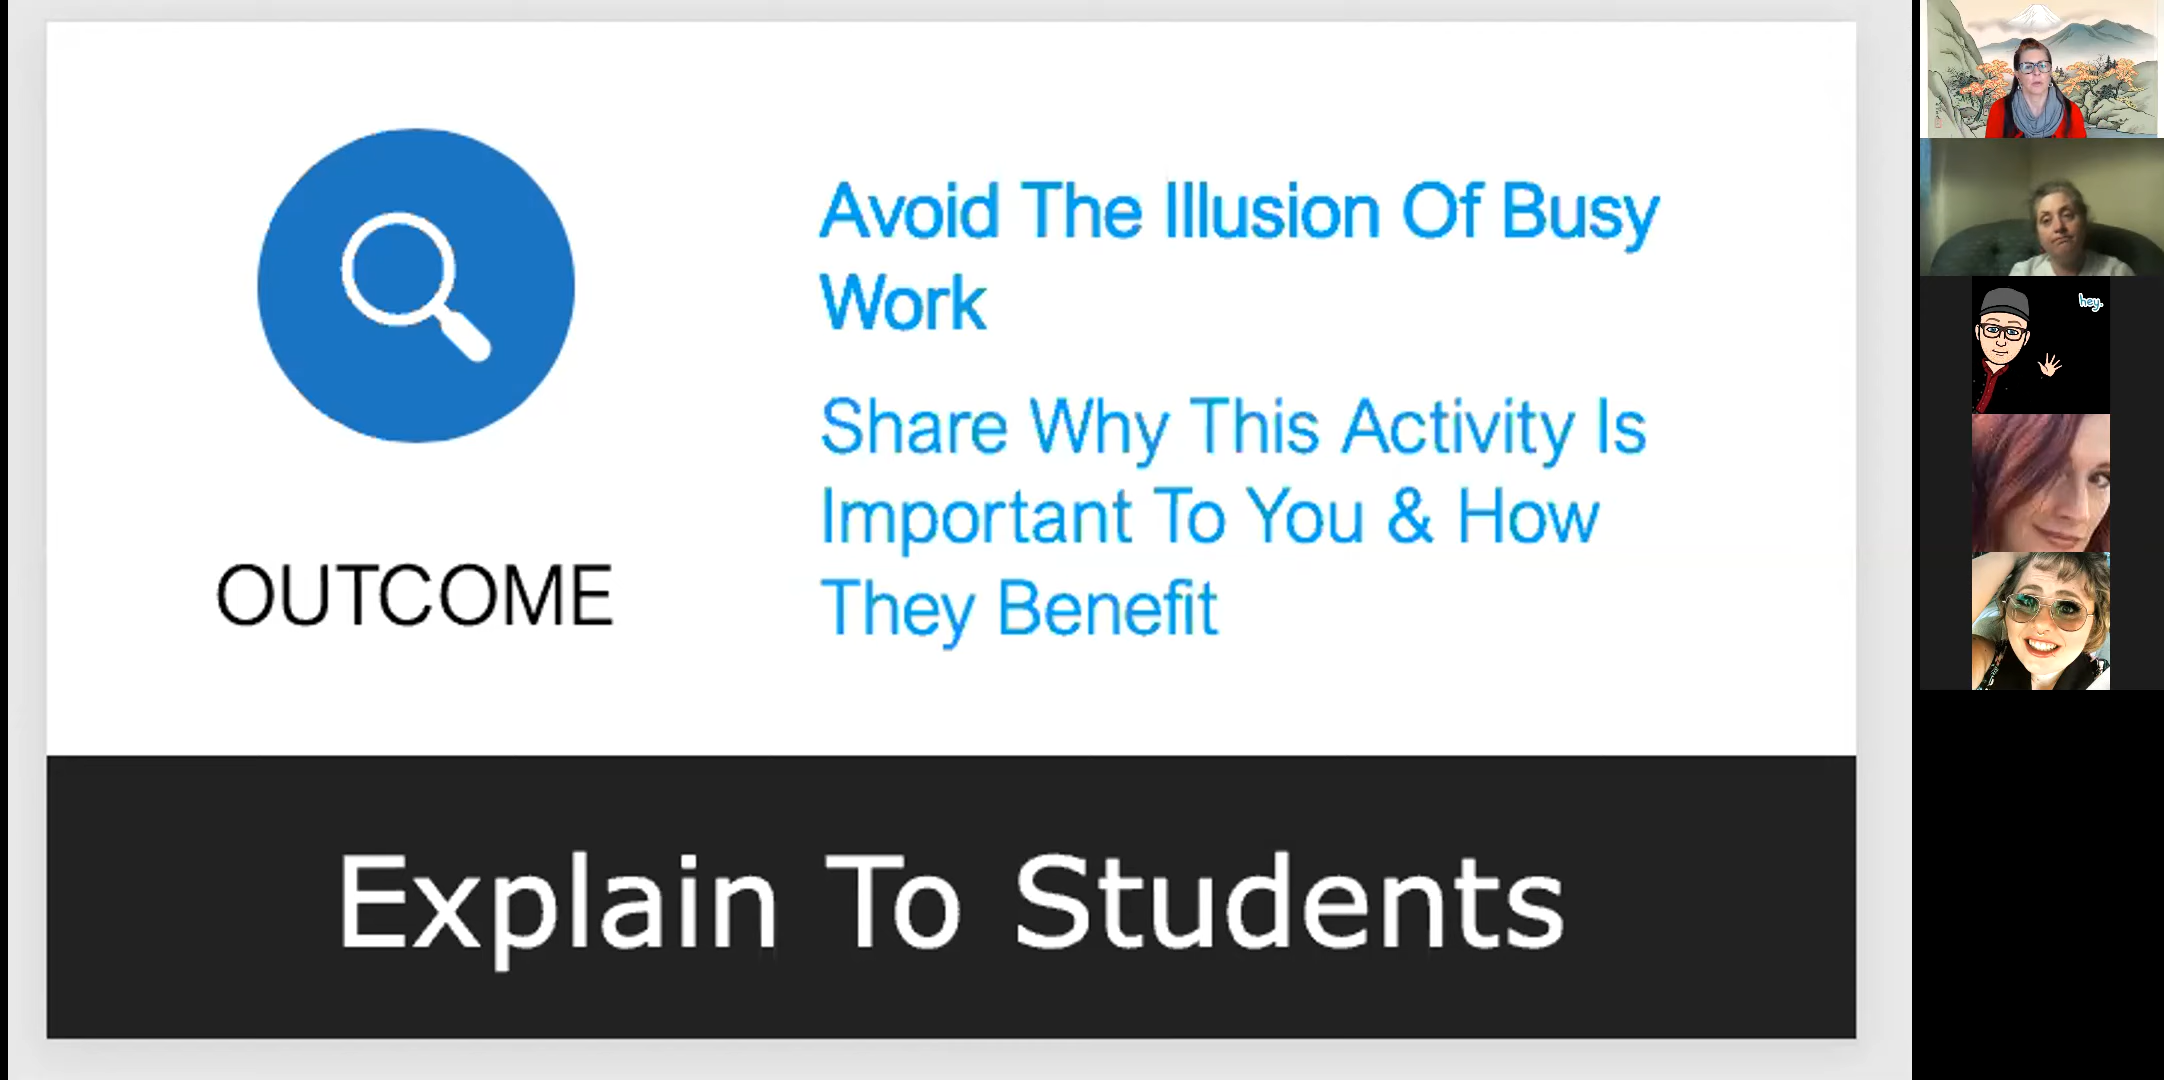 Avoid The Illusion Of Busy
Work
Share Why This Activity Is
Important To You & How
They Benefit
OUTCOME
Explain To Students
hey.